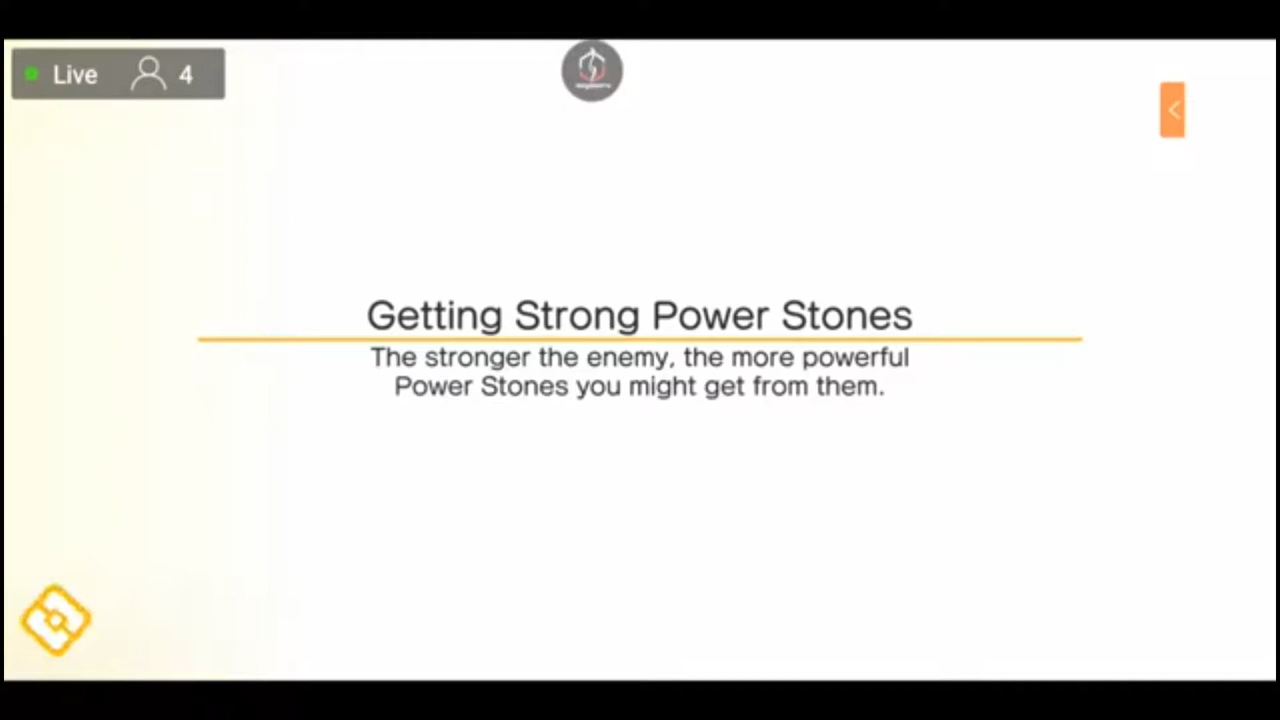 Live 4
Getting Strong Power Stones
The stronger the enemy, the more powerful
Power Stones you might get from them.